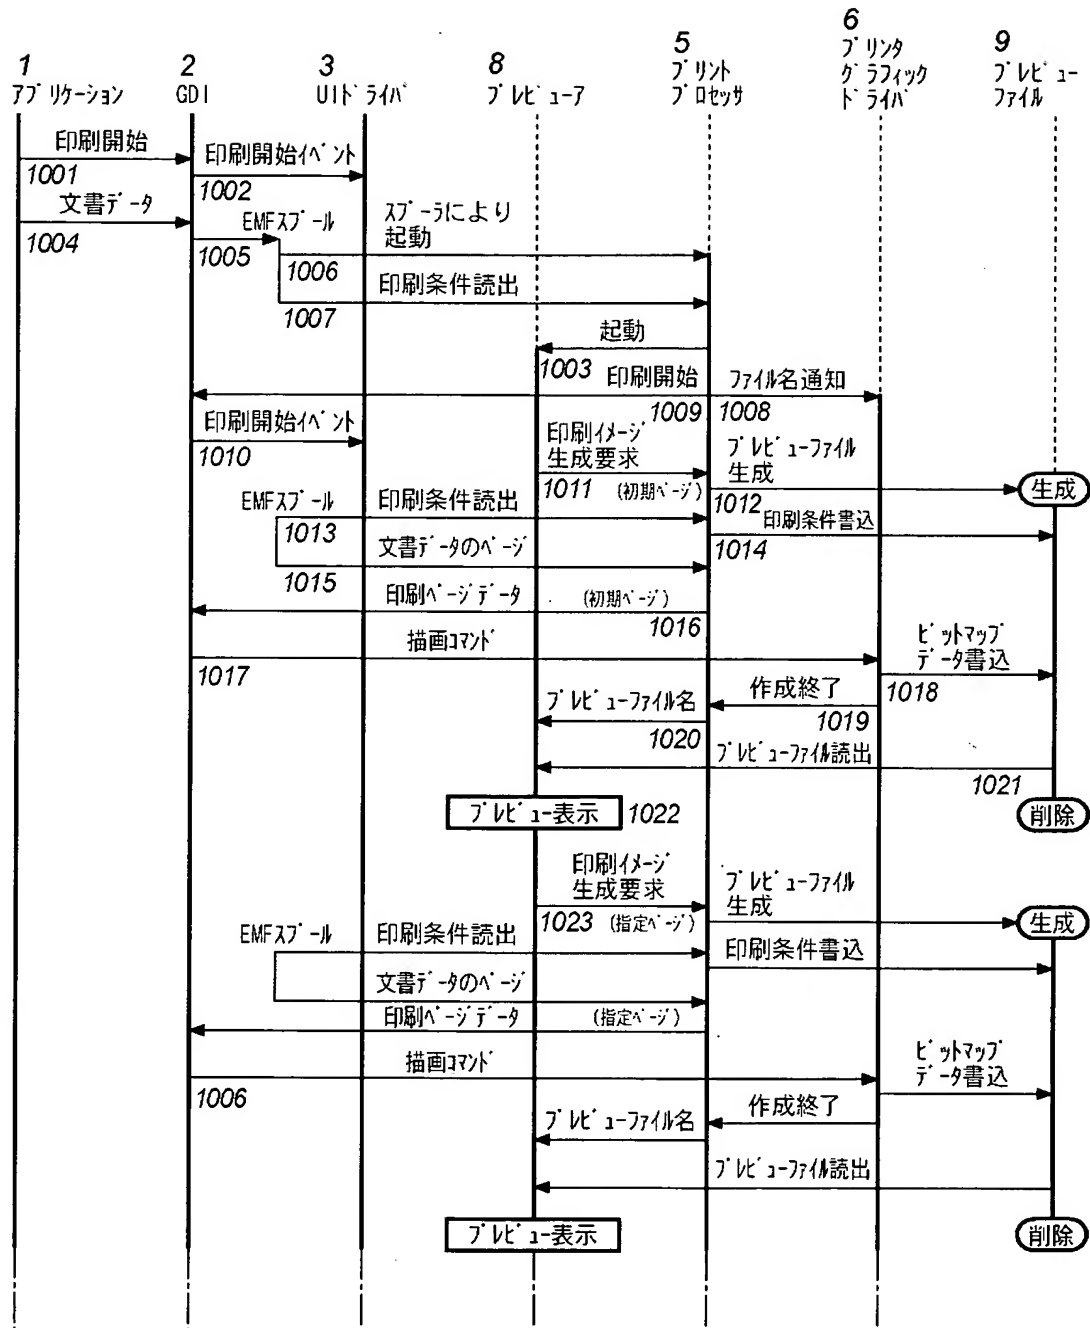 1
アプリケーション
2
GDI
3
UIドライバ
8
プレビューア
5
プリント
プロセッサ
6
プリンタ
グラフィック
ドライバ
9
プレビュー
ファイル
印刷開始
1001
印刷開始イベント
1002
文書データ
1004
EMFスプール
1005
スプーラにより
起動
1006
印刷条件読出
1007
起動
1003
印刷開始
1009
ファイル名通知
1008
印刷開始イベント
1010
印刷イメージ
生成要求
1011
(初期ページ)
プレビューファイル
生成
1012
生成
EMFスプール
印刷条件読出
1013
印刷条件書込
1014
文書データのページ
1015
印刷ページデータ
(初期ページ)
1016
描画コマンド
1017
ビットマップ
データ書込
1018
作成終了
1019
プレビューファイル名
1020
プレビューファイル読出
1021
プレビュー表示
1022
削除
印刷イメージ
生成要求
1023
(指定ページ)
プレビューファイル
生成
生成
EMFスプール
印刷条件読出
印刷条件書込
文書データのページ
印刷ページデータ
(指定ページ)
描画コマンド
1006
ビットマップ
データ書込
作成終了
プレビューファイル名
プレビューファイル読出
プレビュー表示
削除